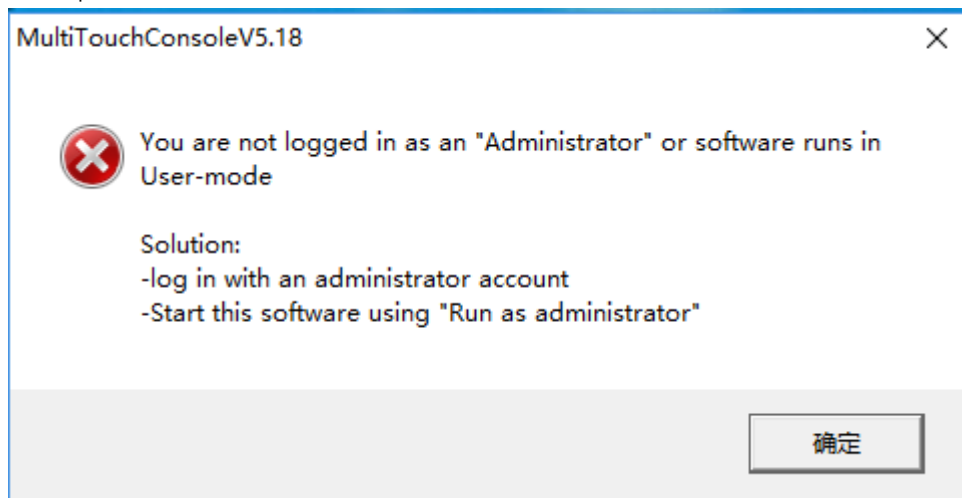 MultiTouchConsoleV5.18
You are not logged in as an "Administrator" or software runs in
User-mode
Solution:
-log in with an administrator account
-Start this software using "Run as administrator"
确定